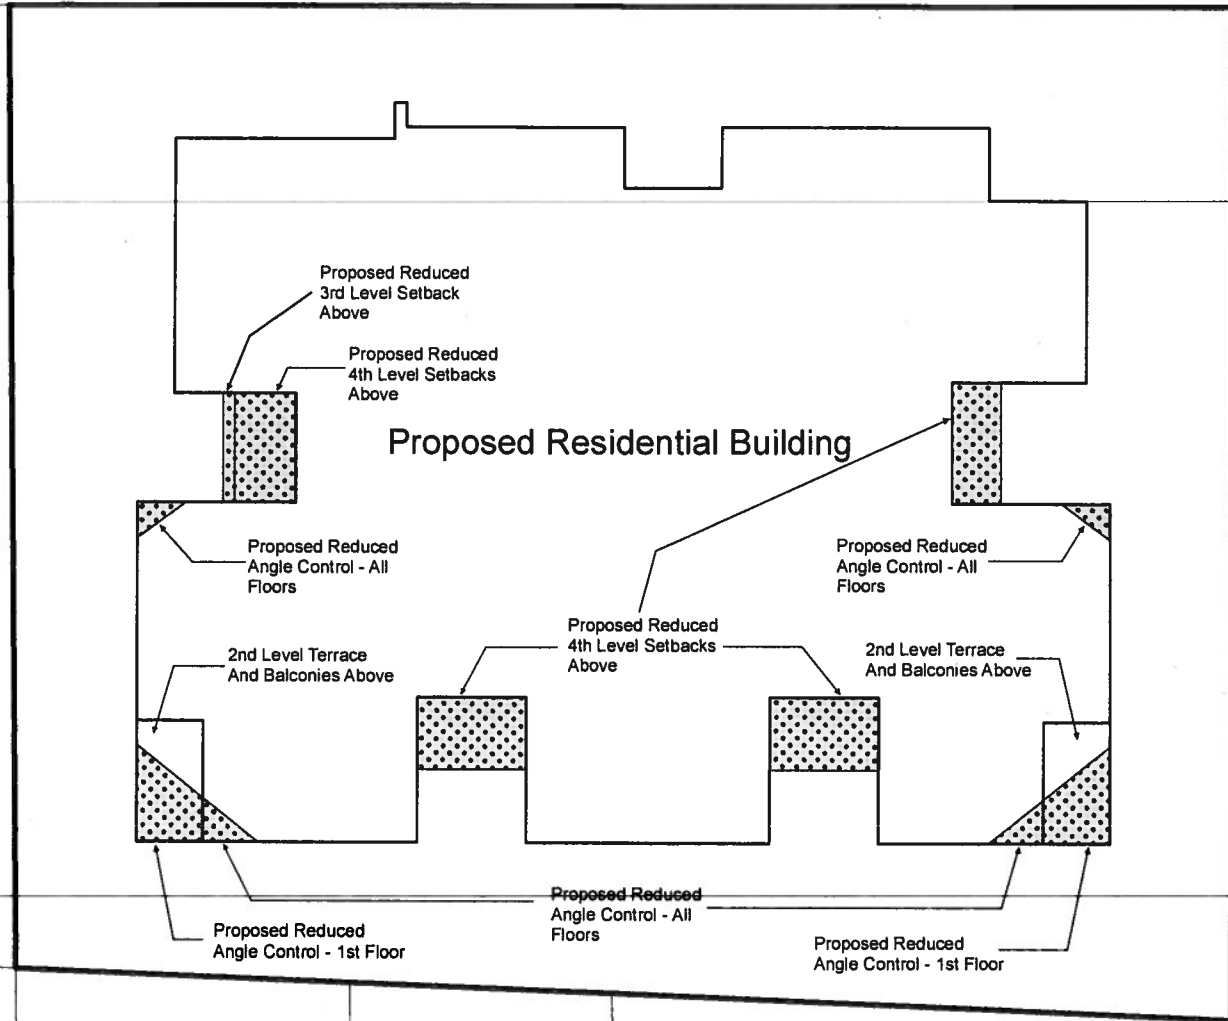 Proposed Reduced
3rd Level Setback
Above
Proposed Reduced
4th Level Setbacks
Above
Proposed Residential Building
Proposed Reduced
Angle Control - All
Floors
Proposed Reduced
Angle Control - All
Floors
Proposed Reduced
4th Level Setbacks
Above
2nd Level Terrace
And Balconies Above
2nd Level Terrace
And Balconies Above
Proposed Reduced
Angle Control - All
Floors
Proposed Reduced
Angle Control - 1st Floor
Proposed Reduced
Angle Control - 1st Floor